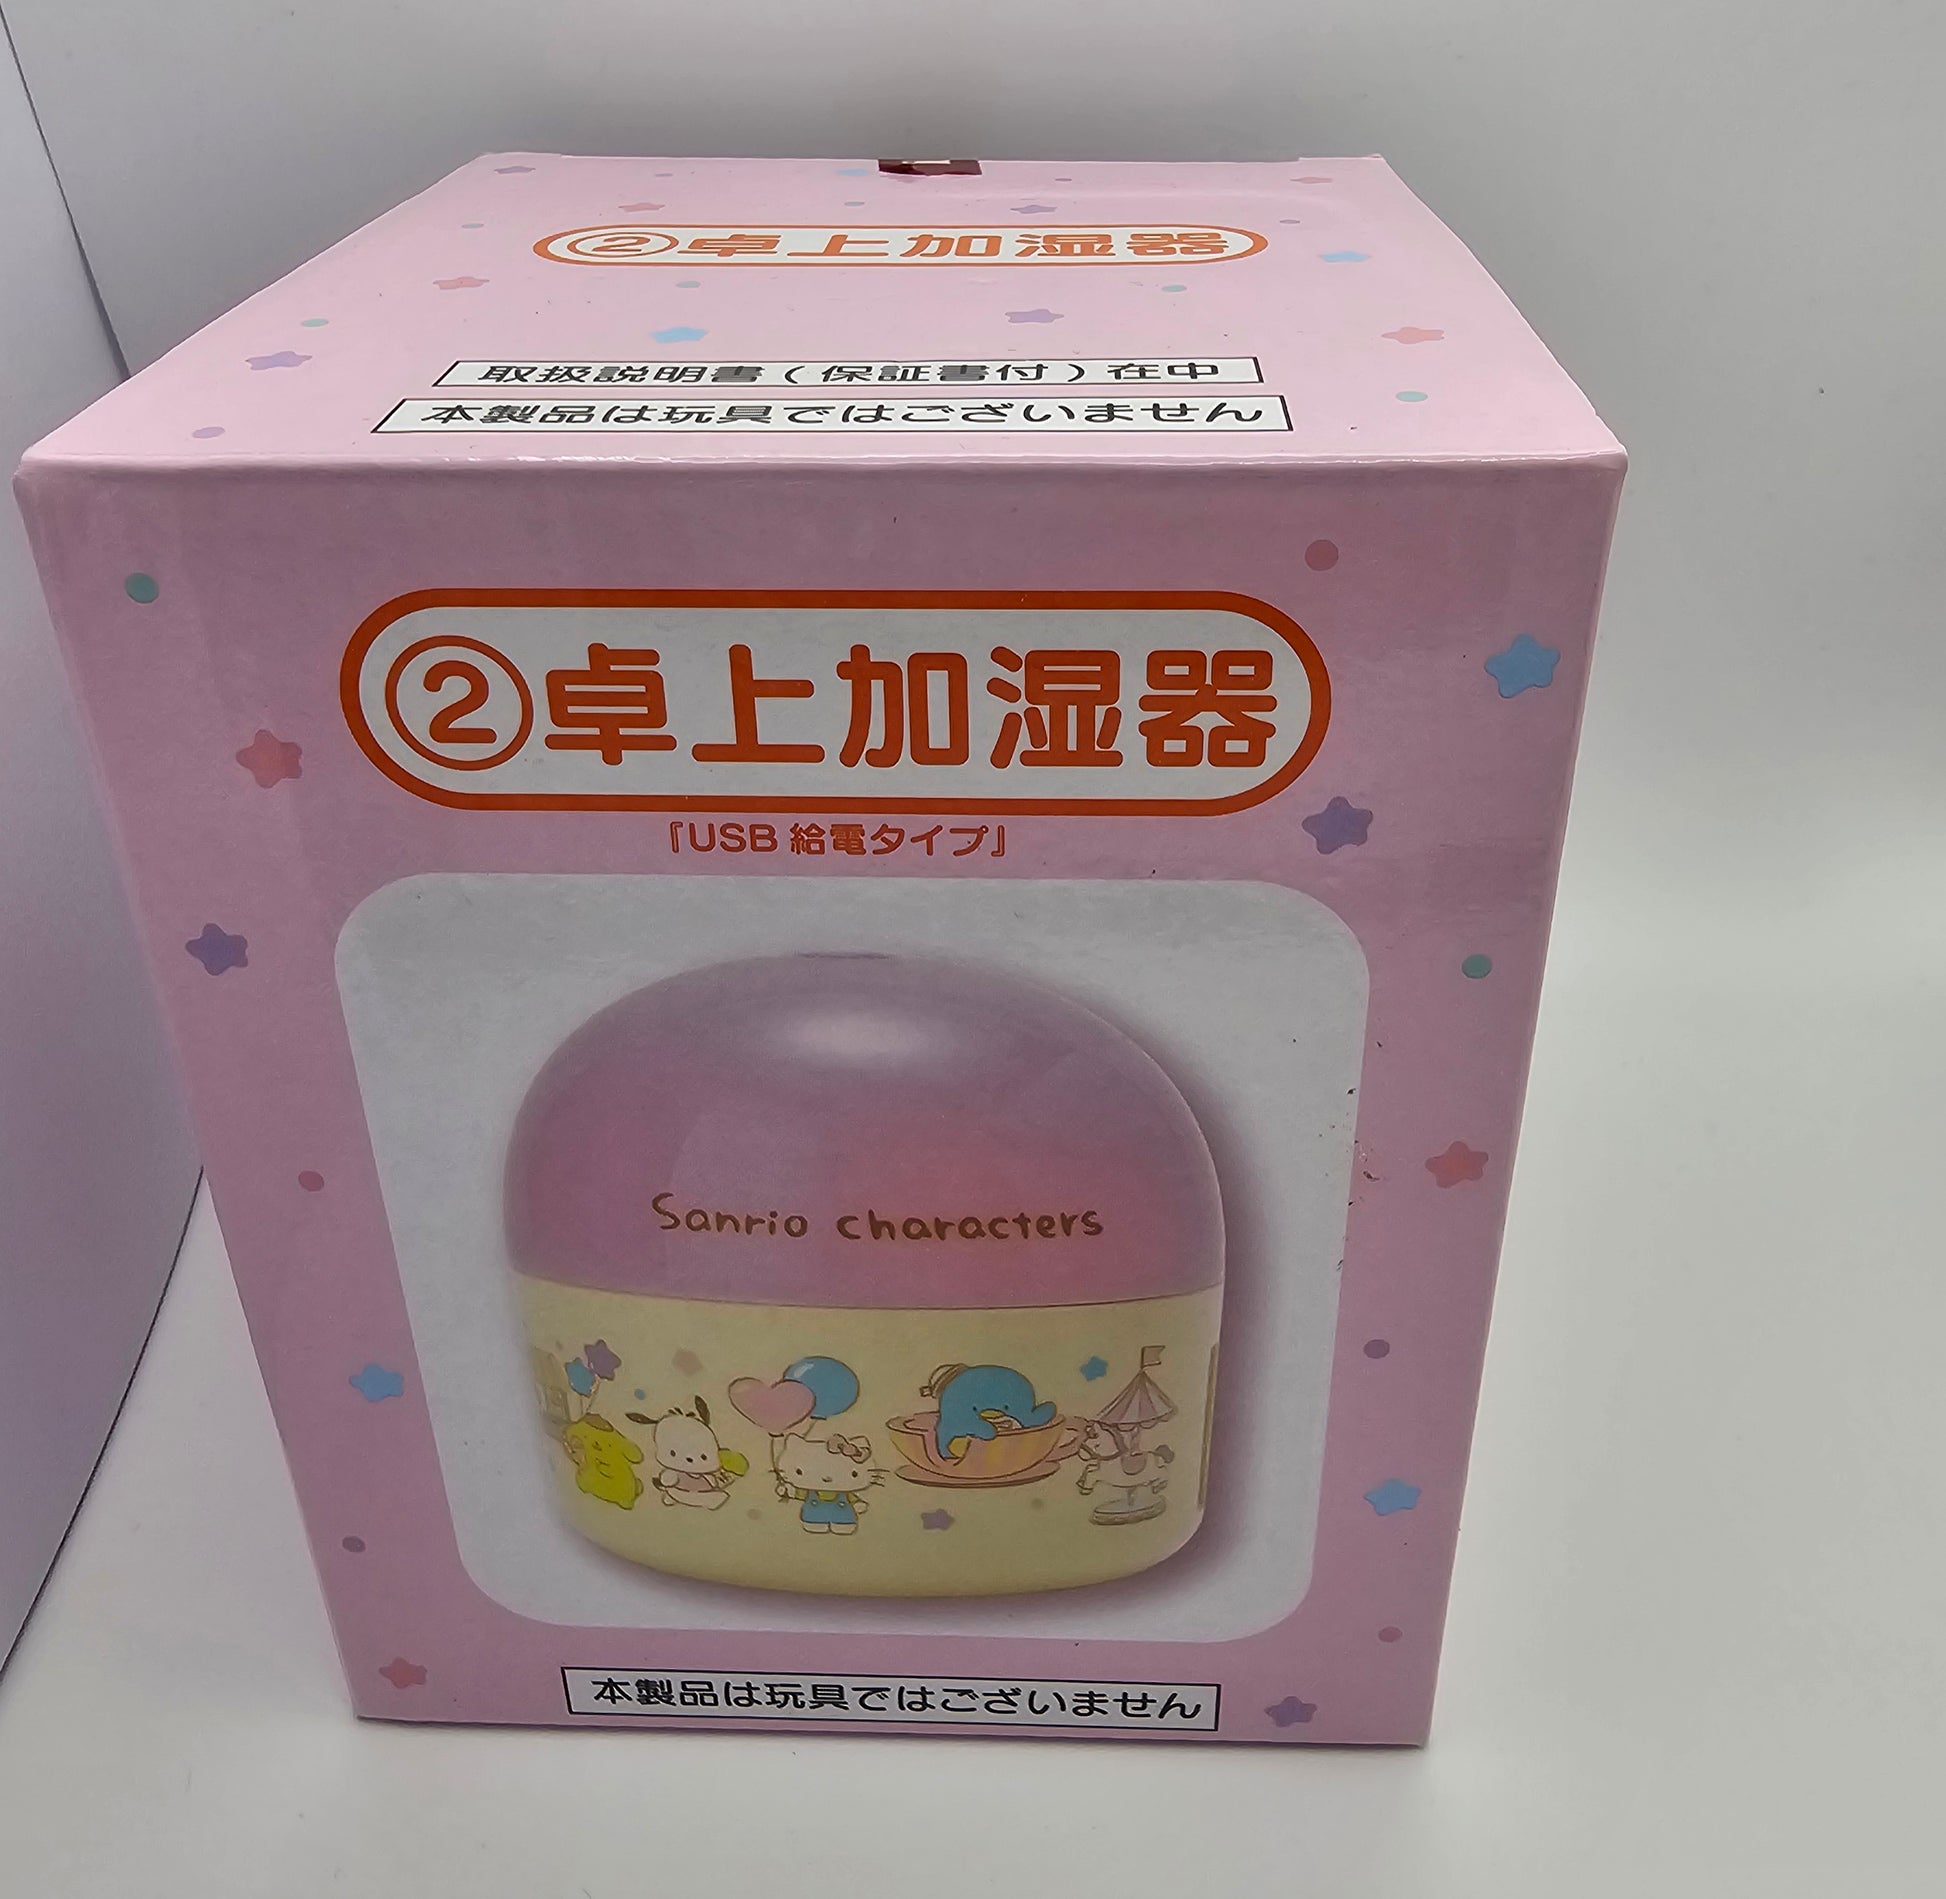 ②卓上加湿器
取扱説明書(保証書付)在中
本製品は玩具ではございません
②卓上加湿器
『USB 給電タイプ』
Sanrio characters
本製品は玩具ではございません